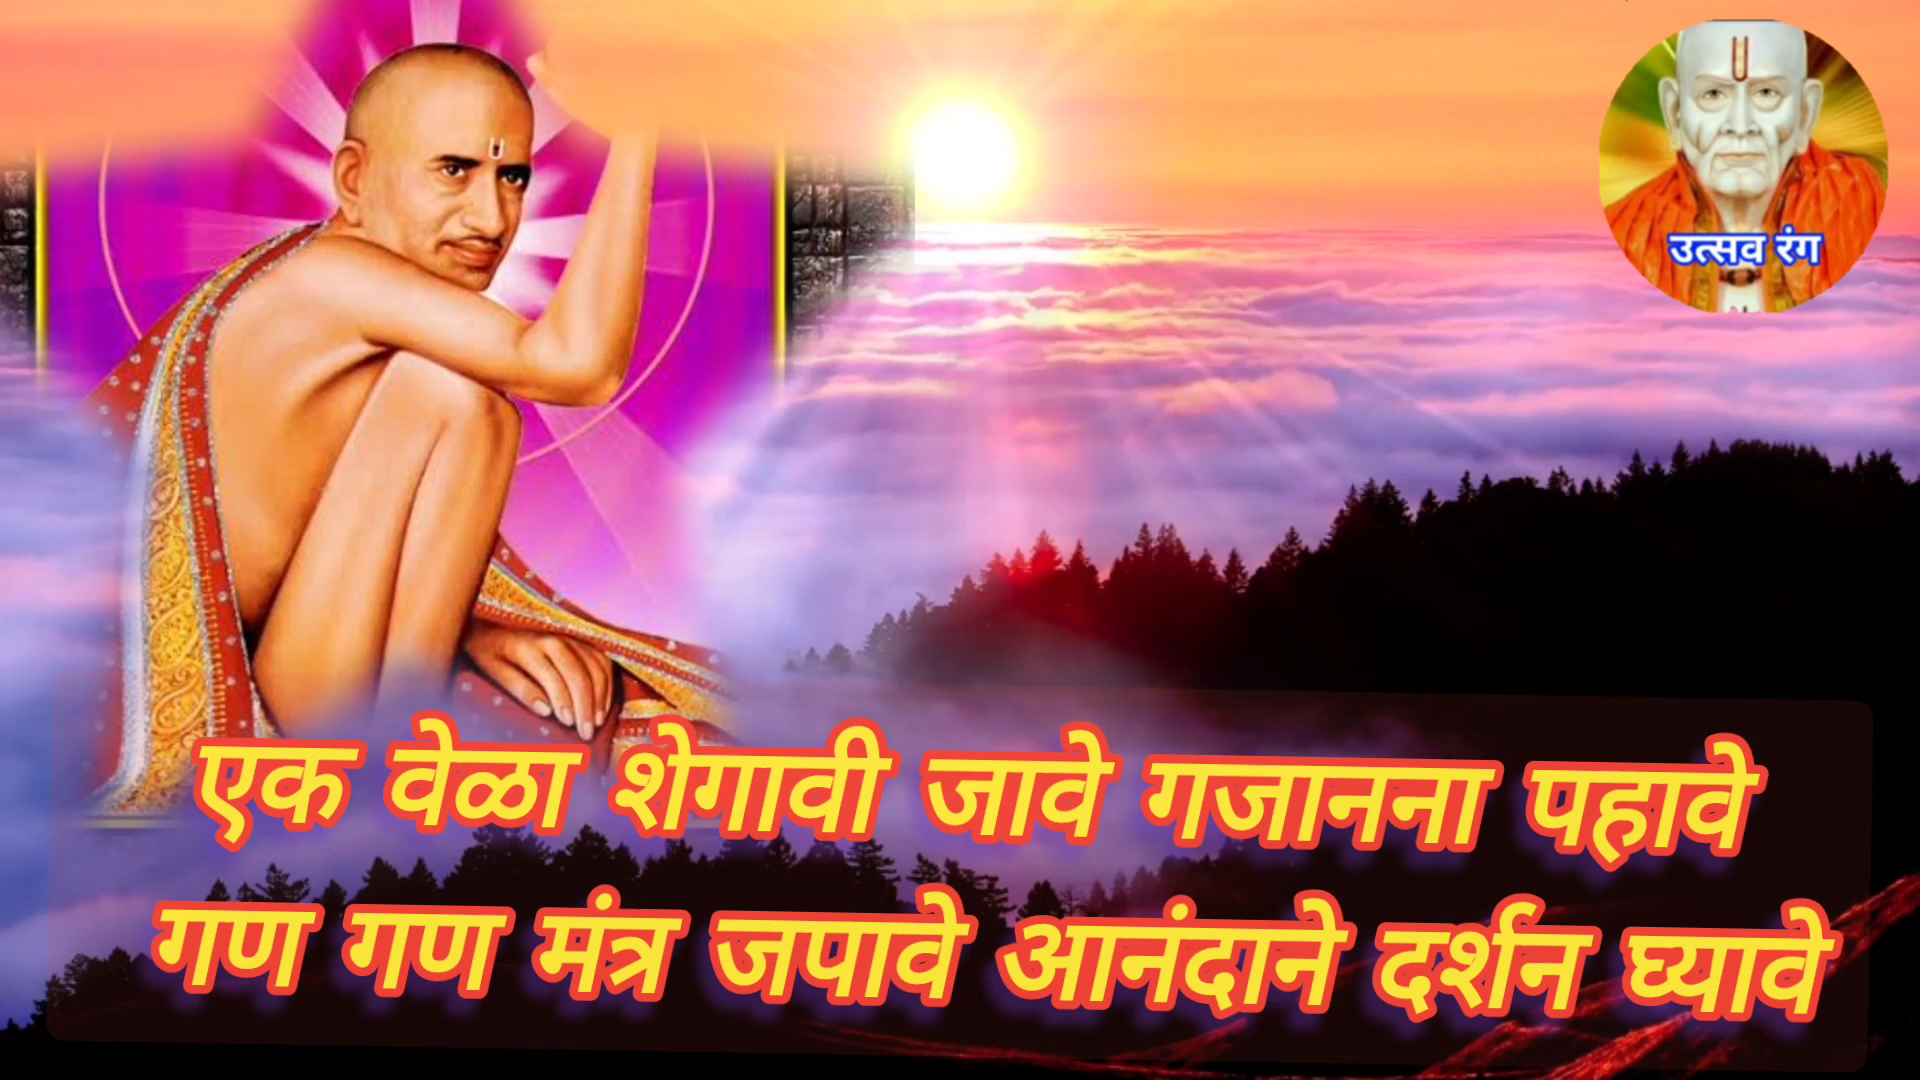 उत्सव रंग
एक वेळा शेगावी जावे गजानना पहावे
गण गण मंत्र जपावे आनंदाने दर्शन घ्यावे